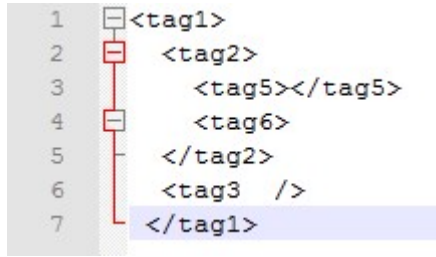 1 <tag1>
2 <tag2>
3 <tag5></tag5>
4 <tag6>
5 </tag2>
6 <tag3  />
7 </tag1>